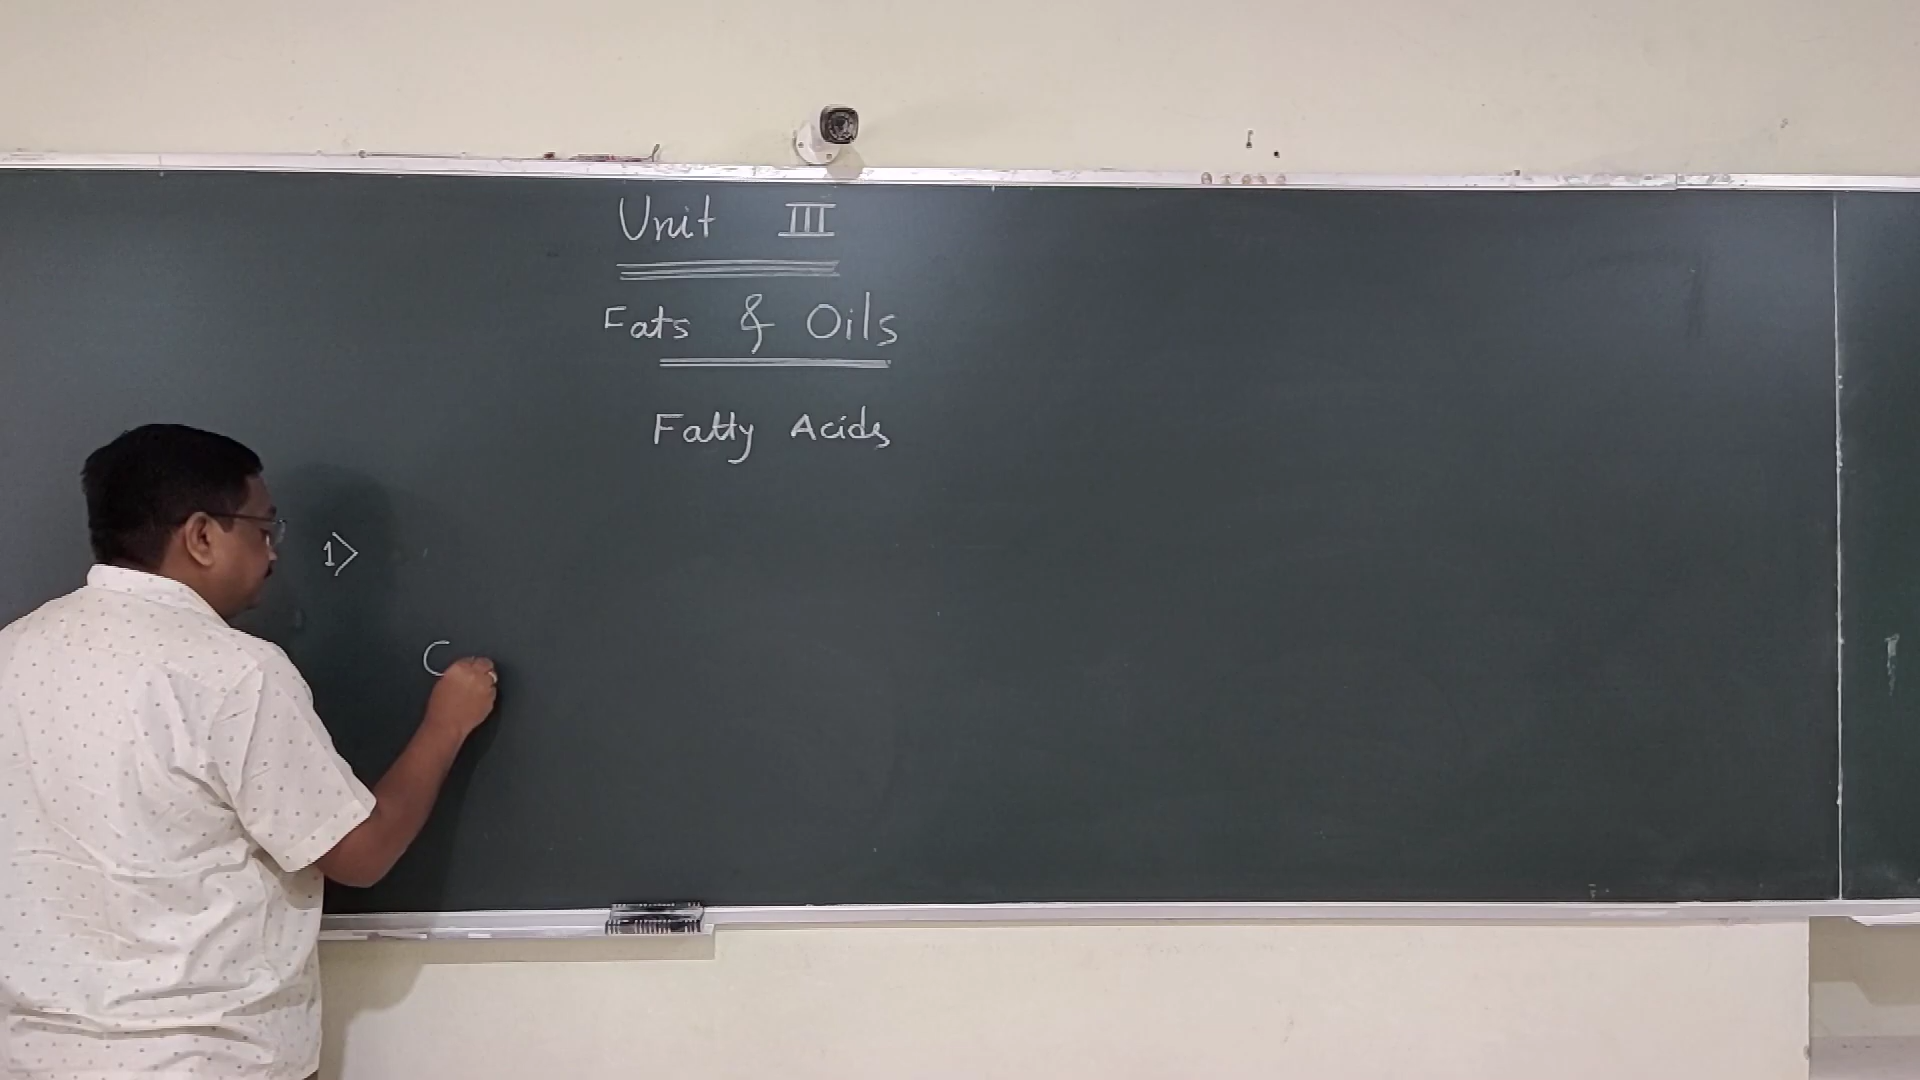 Unit III
Fats & Oils
Fatty Acids
1>
C